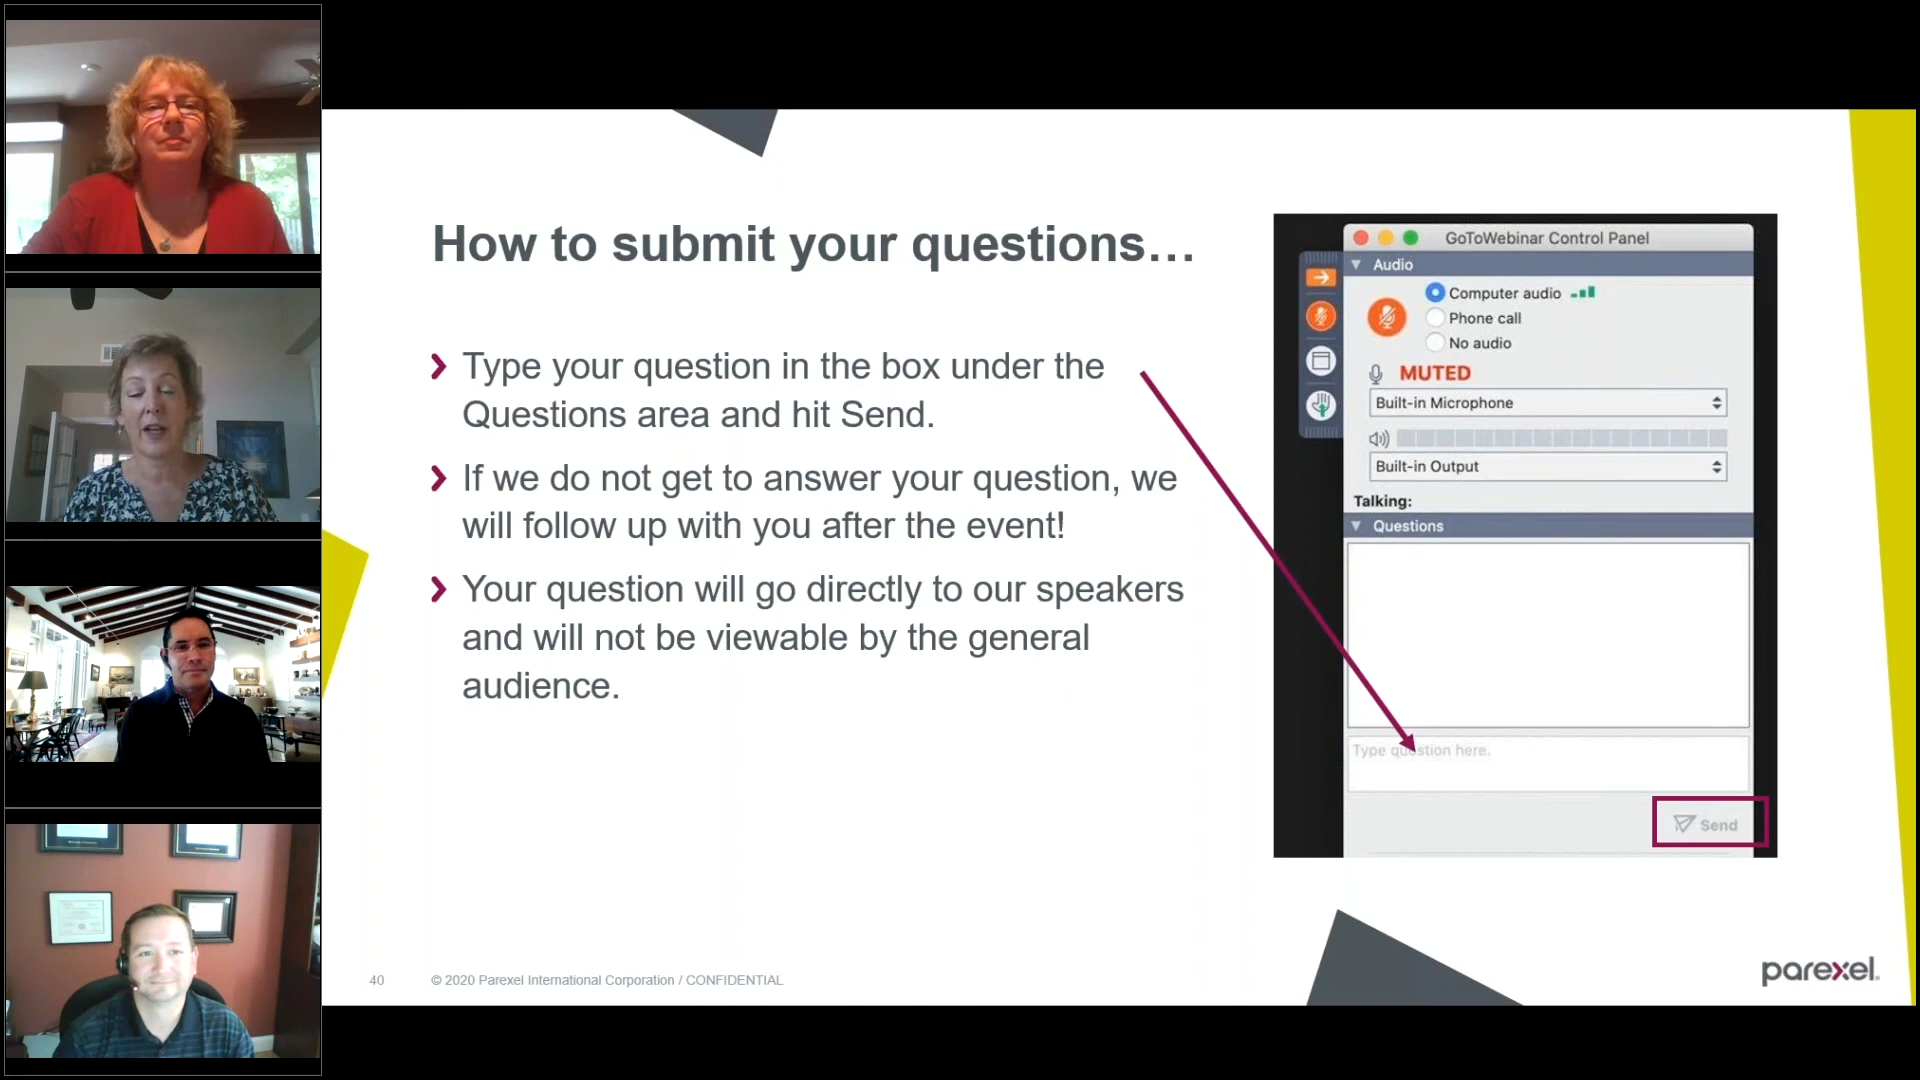 How to submit your questions…
Type your question in the box under the
Questions area and hit Send.
If we do not get to answer your question, we
will follow up with you after the event!
Your question will go directly to our speakers
and will not be viewable by the general
audience.
GoToWebinar Control Panel
Audio
Computer audio
Phone call
No audio
MUTED
Built-in Microphone
Built-in Output
Talking:
Questions
Type question here.
Send
40
© 2020 Parexel International Corporation / CONFIDENTIAL
parexel.